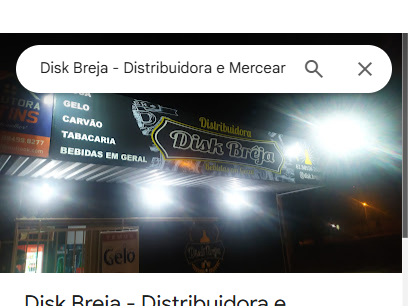 Disk Breja - Distribuidora e Mercear
GELO
CARVÃO
TABACARIA
BEBIDAS EM GERAL
Distribuidora
Disk Breja
Gelo
Disk Breja - Distribuidora e